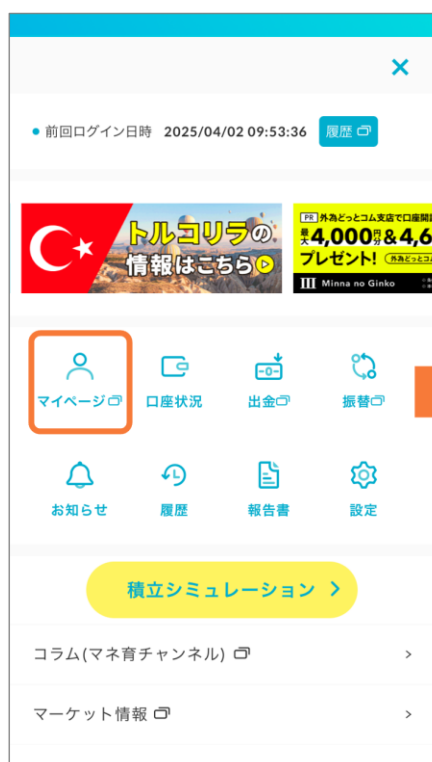 前回ログイン日時 2025/04/02 09:53:36 履歴
トルコリラの
情報はこちら
PR 外為どっとコム支店で口座開設
最大4,000円分&4,6
プレゼント!
Minna no Ginko
マイページ 口座状況 出金 振替
お知らせ 履歴 報告書 設定
積立シミュレーション
コラム(マネ育チャンネル)
マーケット情報